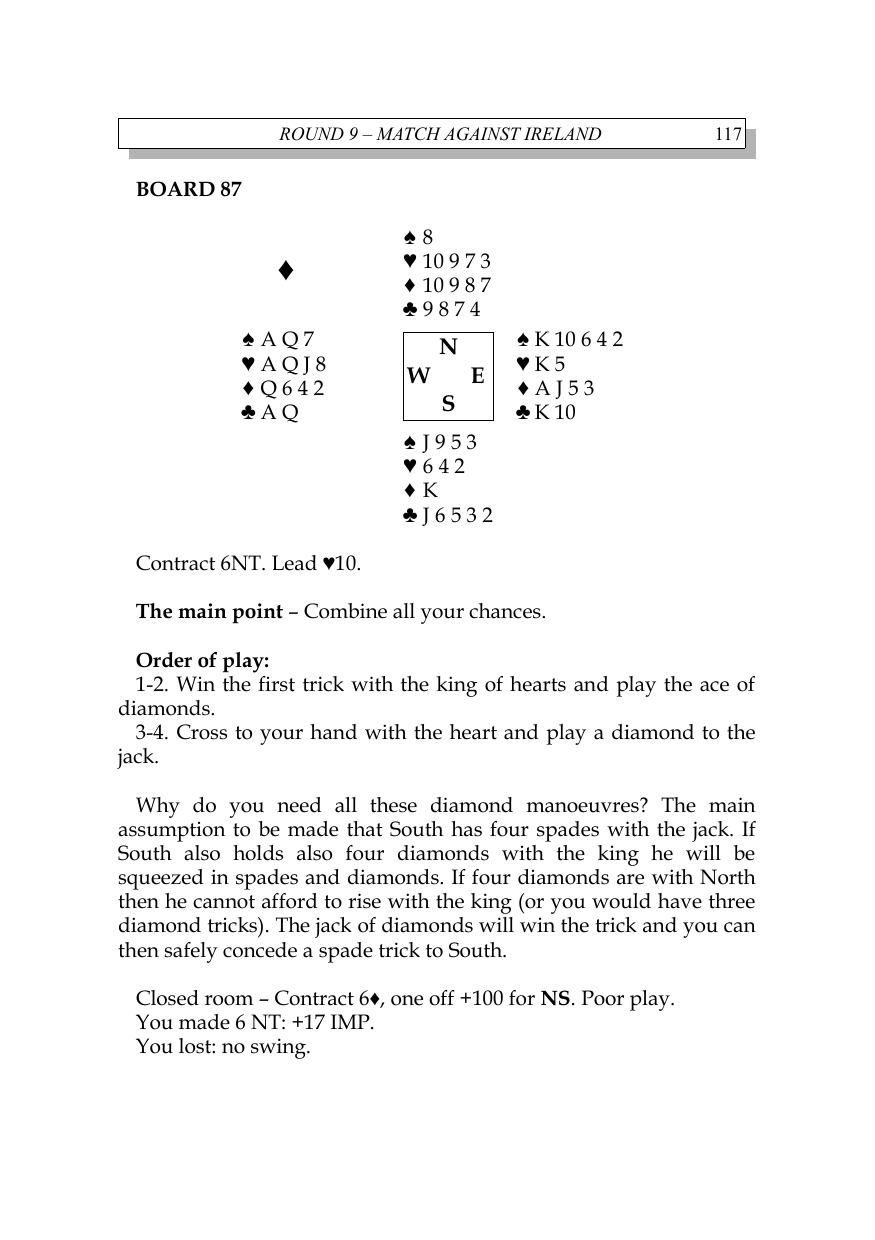 ROUND 9 – MATCH AGAINST IRELAND 117
BOARD 87
♠ 8
♦
♥ 10 9 7 3
♦ 10 9 8 7
♣ 9 8 7 4
♠ A Q 7
♥ A Q J 8
♦ Q 6 4 2
♣ A Q
N
W E
S
♠ K 10 6 4 2
♥ K 5
♦ A J 5 3
♣ K 10
♠ J 9 5 3
♥ 6 4 2
♦ K
♣ J 6 5 3 2
Contract 6NT. Lead ♥10.
The main point – Combine all your chances.
Order of play:
1-2. Win the first trick with the king of hearts and play the ace of
diamonds.
3-4. Cross to your hand with the heart and play a diamond to the
jack.
Why do you need all these diamond manoeuvres? The main
assumption to be made that South has four spades with the jack. If
South also holds also four diamonds with the king he will be
squeezed in spades and diamonds. If four diamonds are with North
then he cannot afford to rise with the king (or you would have three
diamond tricks). The jack of diamonds will win the trick and you can
then safely concede a spade trick to South.
Closed room – Contract 6♦, one off +100 for NS. Poor play.
You made 6 NT: +17 IMP.
You lost: no swing.